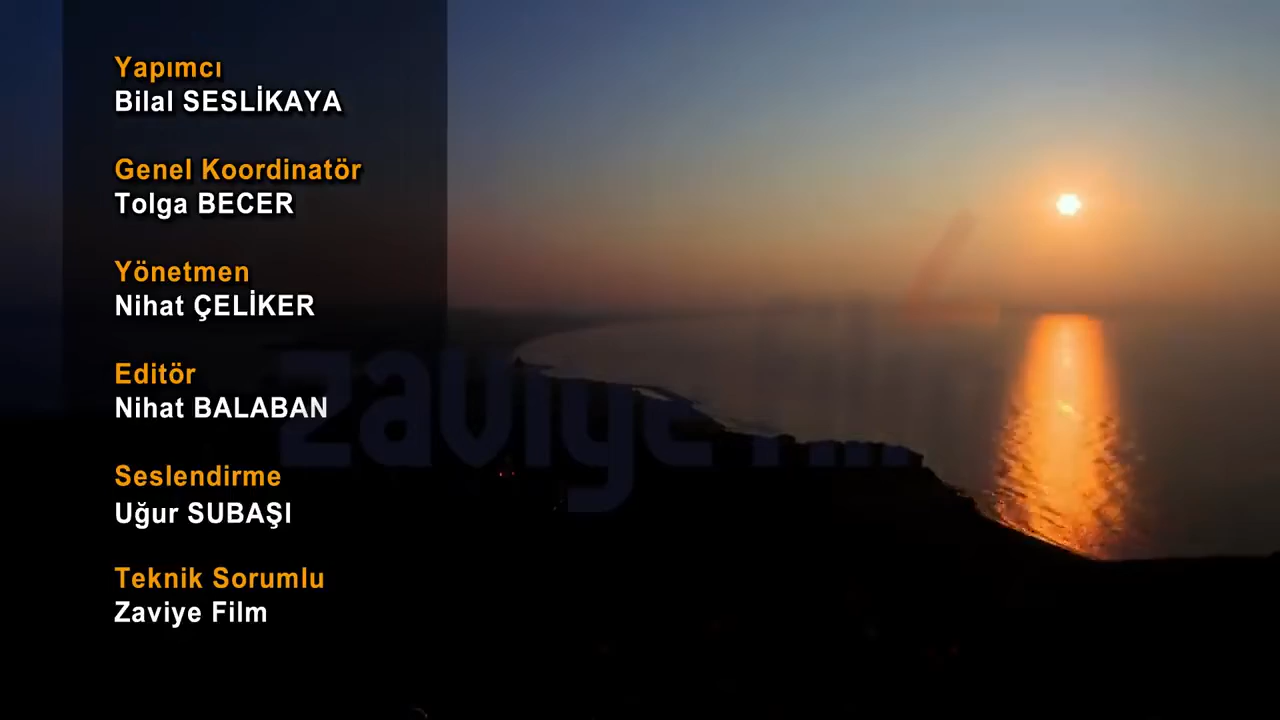 Yapımcı
Bilal SESLİKAYA
Genel Koordinatör
Tolga BECER
Yönetmen
Nihat ÇELİKER
Editör
Nihat BALABAN
Seslendirme
Uğur SUBAŞI
Teknik Sorumlu
Zaviye Film
zaviye